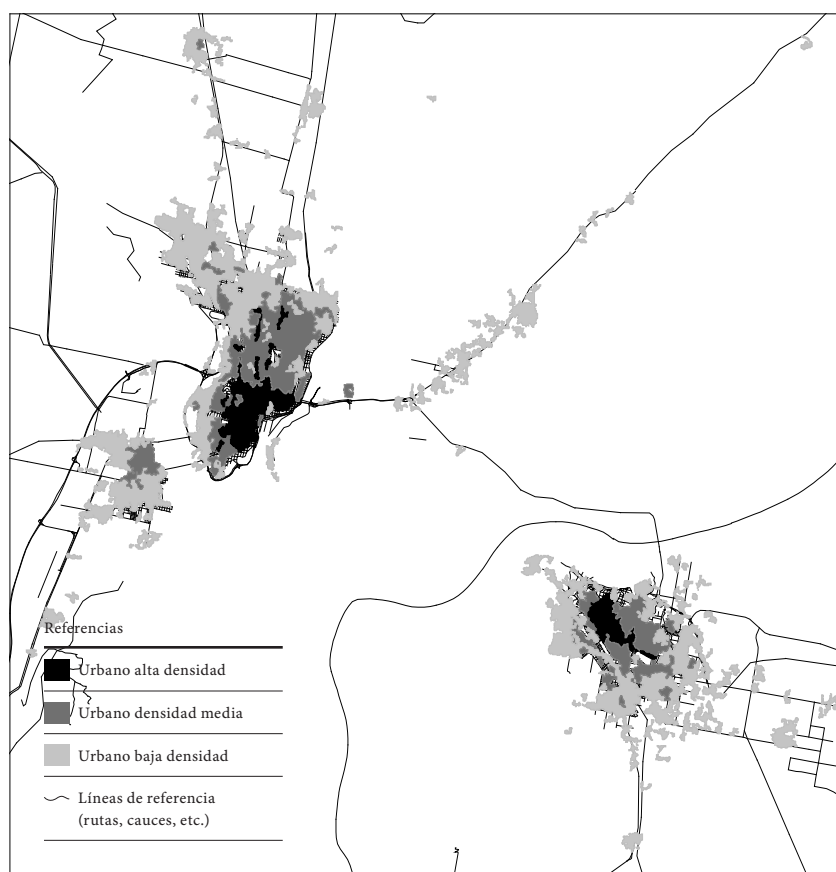 Referencias
Urbano alta densidad
Urbano densidad media
Urbano baja densidad
Líneas de referencia
(rutas, cauces, etc.)